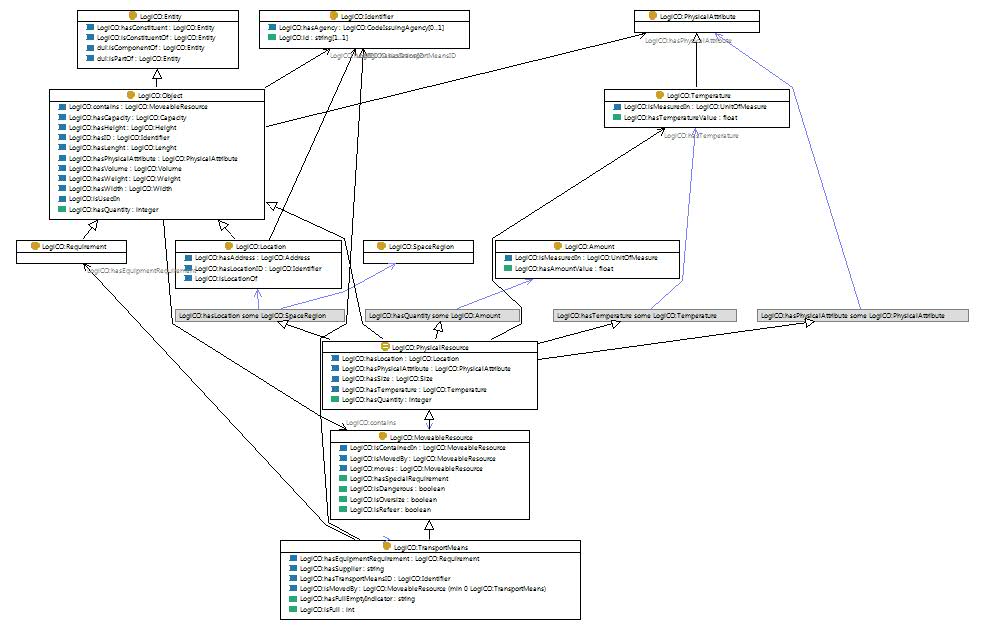 LogiCO:Entity
LogiCO:hasConstituent : LogiCO:Entity
LogiCO:isConstituentOf : LogiCO:Entity
dul:isComponentOf : LogiCO:Entity
dul:isPartOf : LogiCO:Entity
LogiCO:Identifier
LogiCO:hasAgency : LogiCO:CodeIssuingAgency[0..1]
LogiCO:id : string[1..1]
LogiCO:PhysicalAttribute
LogiCO:hasPhysicalAttribute
LogiCO:Object
LogiCO:contains : LogiCO:MoveableResource
LogiCO:hasCapacity : LogiCO:Capacity
LogiCO:hasHeight : LogiCO:Height
LogiCO:hasID : LogiCO:Identifier
LogiCO:hasLenght : LogiCO:Lenght
LogiCO:hasPhysicalAttribute : LogiCO:PhysicalAttribute
LogiCO:hasVolume : LogiCO:Volume
LogiCO:hasWeight : LogiCO:Weight
LogiCO:hasWidth : LogiCO:Width
LogiCO:isUsedIn
LogiCO:hasQuantity : integer
LogiCO:Temperature
LogiCO:isMeasuredIn : LogiCO:UnitOfMeasure
LogiCO:hasTemperatureValue : float
LogiCO:hasTemperature
LogiCO:Requirement
LogiCO:hasEquipmentRequirement
LogiCO:Location
LogiCO:hasAddress : LogiCO:Address
LogiCO:hasLocationID : LogiCO:Identifier
LogiCO:isLocationOf
LogiCO:SpaceRegion
LogiCO:Amount
LogiCO:isMeasuredIn : LogiCO:UnitOfMeasure
LogiCO:hasAmountValue : float
LogiCO:hasLocation some LogiCO:SpaceRegion
LogiCO:hasQuantity some LogiCO:Amount
LogiCO:hasTemperature some LogiCO:Temperature
LogiCO:hasPhysicalAttribute some LogiCO:PhysicalAttribute
LogiCO:PhysicalResource
LogiCO:hasLocation : LogiCO:Location
LogiCO:hasPhysicalAttribute : LogiCO:PhysicalAttribute
LogiCO:hasSize : LogiCO:Size
LogiCO:hasTemperature : LogiCO:Temperature
LogiCO:hasQuantity : integer
LogiCO:contains
LogiCO:MoveableResource
LogiCO:isContainedIn : LogiCO:MoveableResource
LogiCO:isMovedBy : LogiCO:MoveableResource
LogiCO:moves : LogiCO:MoveableResource
LogiCO:hasSpecialRequirement
LogiCO:isDangerous : boolean
LogiCO:isOversize : boolean
LogiCO:isRefeer : boolean
LogiCO:TransportMeans
LogiCO:hasEquipmentRequirement : LogiCO:Requirement
LogiCO:hasSupplier : string
LogiCO:hasTransportMeansID : LogiCO:Identifier
LogiCO:isMovedBy : LogiCO:MoveableResource (min 0 LogiCO:TransportMeans)
LogiCO:hasFullEmptyIndicator : string
LogiCO:isFull : int